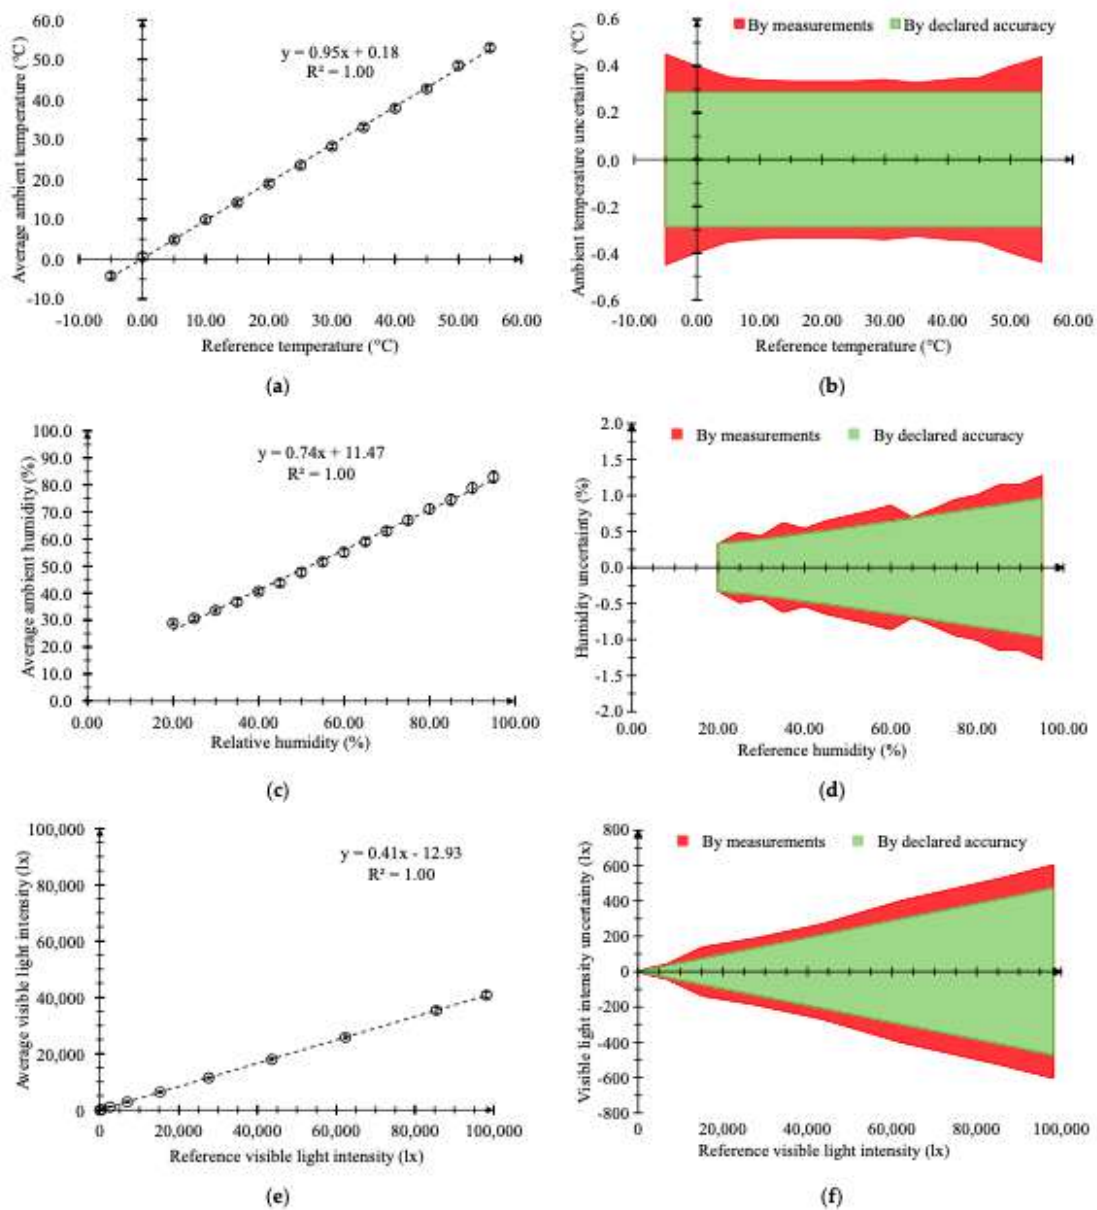 60.0
50.0
40.0
30.0
20.0
10.0
0.0
-10.0
-10.00 0.00 10.00 20.00 30.00 40.00 50.00 60.00
Average ambient temperature (°C)
y = 0.95x + 0.18
R² = 1.00
Reference temperature (°C)
(a)
By measurements By declared accuracy
0.6
0.4
0.2
0.0
-0.2
-0.4
-0.6
-10.00 0.00 10.00 20.00 30.00 40.00 50.00 60.00
Ambient temperature uncertainty (°C)
Reference temperature (°C)
(b)
100.0
90.0
80.0
70.0
60.0
50.0
40.0
30.0
20.0
10.0
0.0
0.00 20.00 40.00 60.00 80.00 100.00
Average ambient humidity (%)
y = 0.74x + 11.47
R² = 1.00
Relative humidity (%)
(c)
By measurements By declared accuracy
2.0
1.5
1.0
0.5
0.0
-0.5
-1.0
-1.5
-2.0
0.00 20.00 40.00 60.00 80.00 100.00
Humidity uncertainty (%)
Reference humidity (%)
(d)
100,000
80,000
60,000
40,000
20,000
0
0 20,000 40,000 60,000 80,000 100,000
Average visible light intensity (lx)
y = 0.41x - 12.93
R² = 1.00
Reference visible light intensity (lx)
(e)
By measurements By declared accuracy
800
600
400
200
0
-200
-400
-600
-800
0 20,000 40,000 60,000 80,000 100,000
Visible light intensity uncertainty (lx)
Reference visible light intensity (lx)
(f)